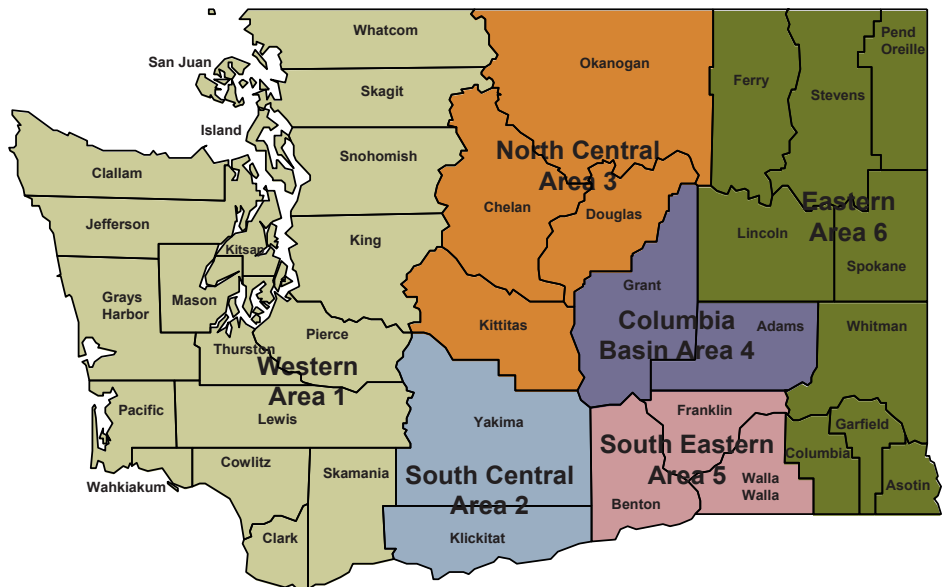 Whatcom
San Juan
Skagit
Island
Snohomish
Clallam
Jefferson
King
Kitsap
Grays
Harbor
Mason
Pierce
Thurston
Western
Area 1
Pacific
Lewis
Wahkiakum
Cowlitz
Skamania
Clark
Okanogan
North Central
Area 3
Chelan
Douglas
Kittitas
Yakima
South Central
Area 2
Klickitat
Grant
Columbia
Basin Area 4
Adams
Franklin
South Eastern
Area 5
Benton
Walla
Walla
Ferry
Stevens
Pend
Oreille
Eastern
Area 6
Lincoln
Spokane
Whitman
Garfield
Columbia
Asotin